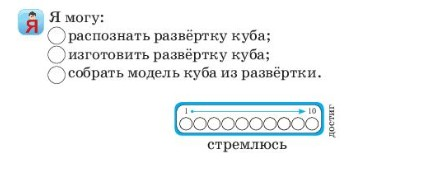 Я
Я могу:
распознать развёртку куба;
изготовить развёртку куба;
собрать модель куба из развёртки.
1 10
достиг
стремлюсь